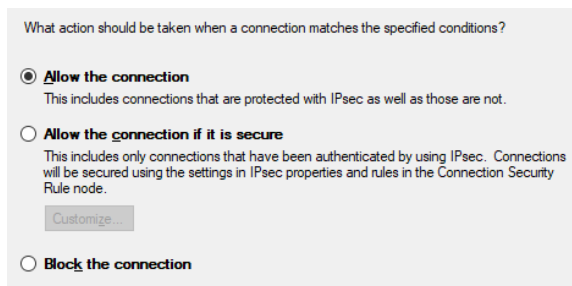 What action should be taken when a connection matches the specified conditions?
Allow the connection
This includes connections that are protected with IPsec as well as those are not.
Allow the connection if it is secure
This includes only connections that have been authenticated by using IPsec. Connections
will be secured using the settings in IPsec properties and rules in the Connection Security
Rule node.
Customize...
Block the connection